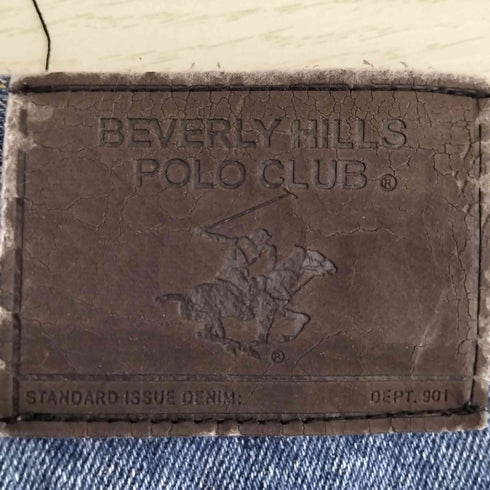 BEVERLY HILLS
POLO CLUB ®
®
STANDARD ISSUE DENIM: DEPT. 901